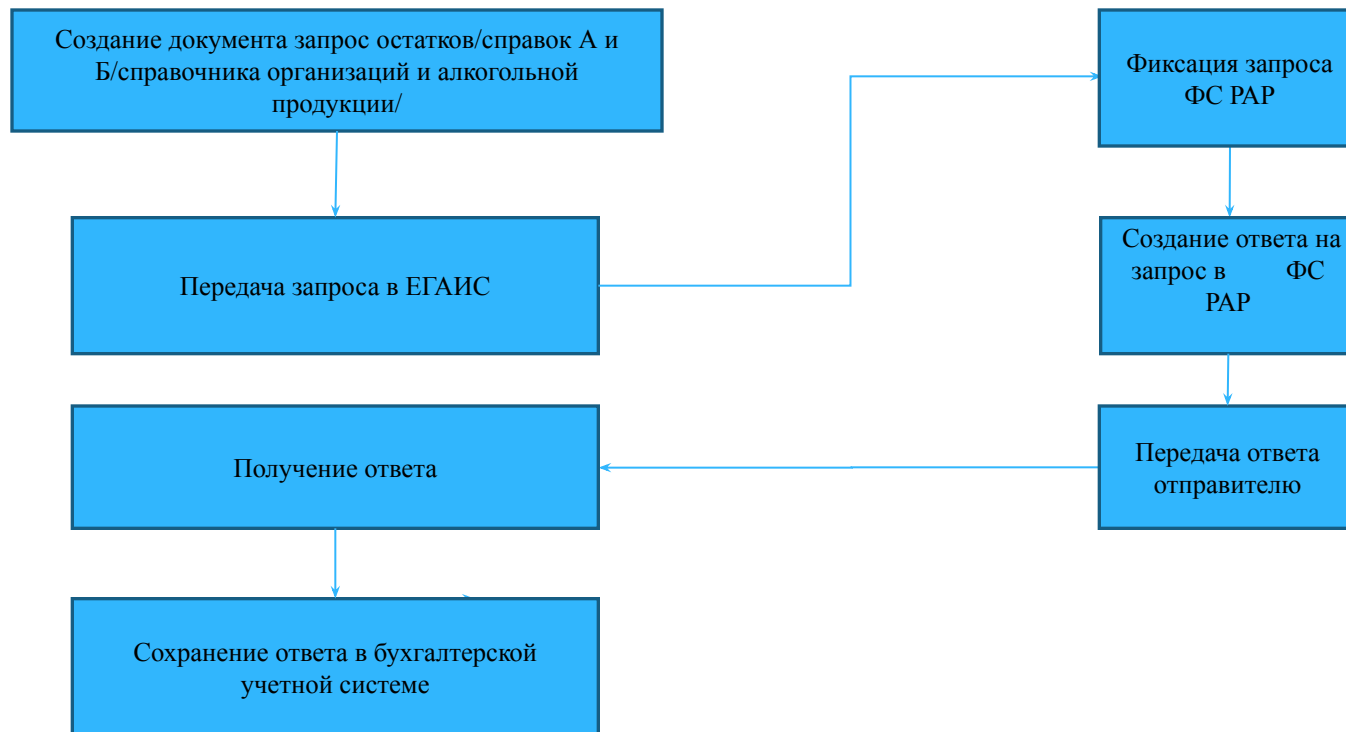 Создание документа запрос остатков/справок А и
Б/справочника организаций и алкогольной
продукции/
Передача запроса в ЕГАИС
Фиксация запроса
ФС РАР
Создание ответа на
запрос в ФС
РАР
Передача ответа
отправителю
Получение ответа
Сохранение ответа в бухгалтерской
учетной системе